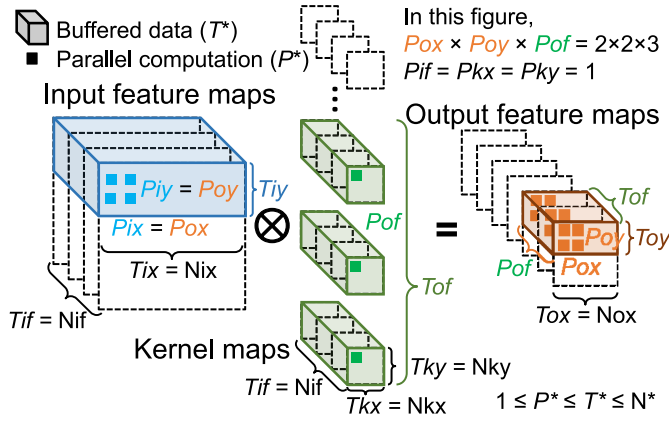 Buffered data (T*)
Parallel computation (P*)
In this figure,
Pox × Poy × Pof = 2×2×3
Pif = Pkx = Pky = 1
Input feature maps
Output feature maps
Piy = Poy
Tiy
Pix = Pox
Tix = Nix
Tif = Nif
Pof
Tof
=
Tof
Poy
Toy
Pof
Pox
Tox = Nox
Kernel maps
Tif = Nif
Tky = Nky
Tkx = Nkx
1 ≤ P* ≤ T* ≤ N*